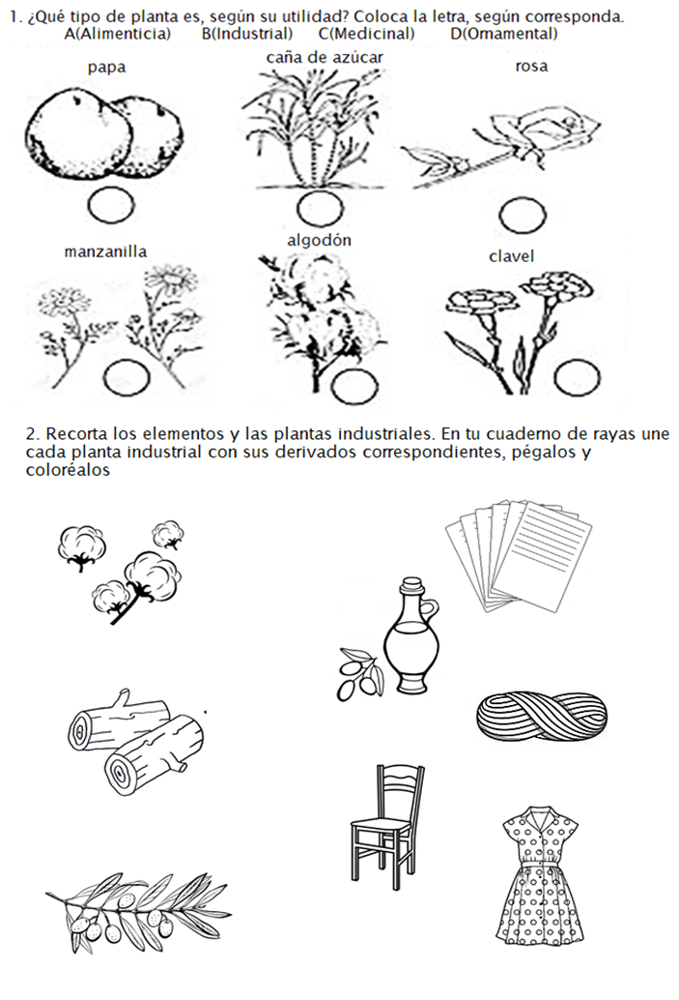 1. ¿Qué tipo de planta es, según su utilidad? Coloca la letra, según corresponda.
A(Alimenticia) B(Industrial) C(Medicinal) D(Ornamental)
papa
caña de azúcar
rosa
manzanilla
algodón
clavel
2. Recorta los elementos y las plantas industriales. En tu cuaderno de rayas une
cada planta industrial con sus derivados correspondientes, pégalos y
coloréalos